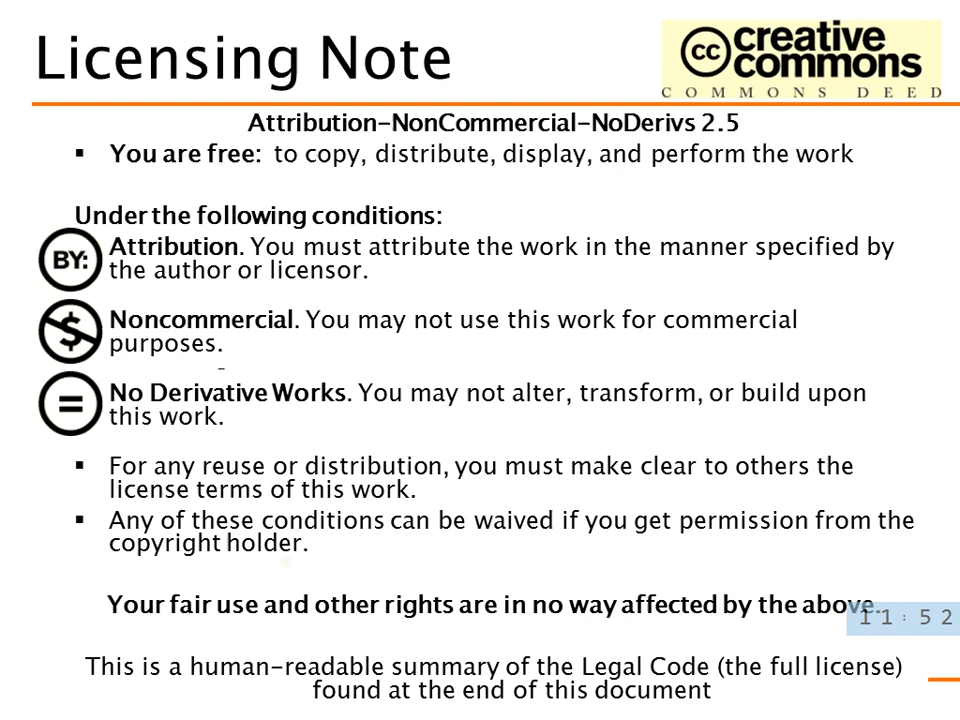 Licensing Note
cc creative commons
COMMONS DEED
Attribution-NonCommercial-NoDerivs 2.5
▪ You are free: to copy, distribute, display, and perform the work
Under the following conditions:
BY: Attribution. You must attribute the work in the manner specified by
the author or licensor.
$ Noncommercial. You may not use this work for commercial
purposes.
= No Derivative Works. You may not alter, transform, or build upon
this work.
▪ For any reuse or distribution, you must make clear to others the
license terms of this work.
▪ Any of these conditions can be waived if you get permission from the
copyright holder.
Your fair use and other rights are in no way affected by the above.
11:52
This is a human-readable summary of the Legal Code (the full license)
found at the end of this document